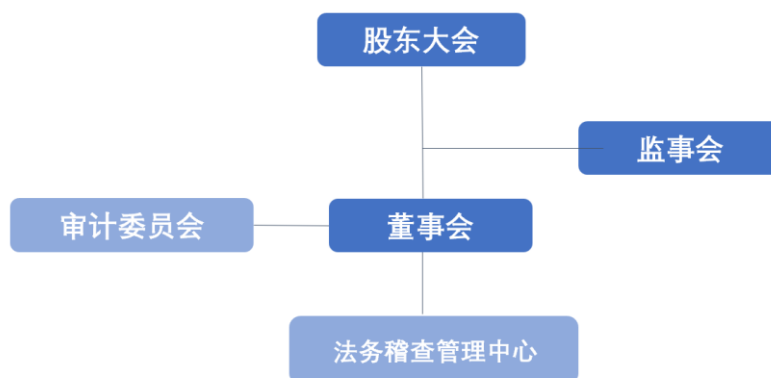 股东大会
监事会
审计委员会
董事会
法务稽查管理中心